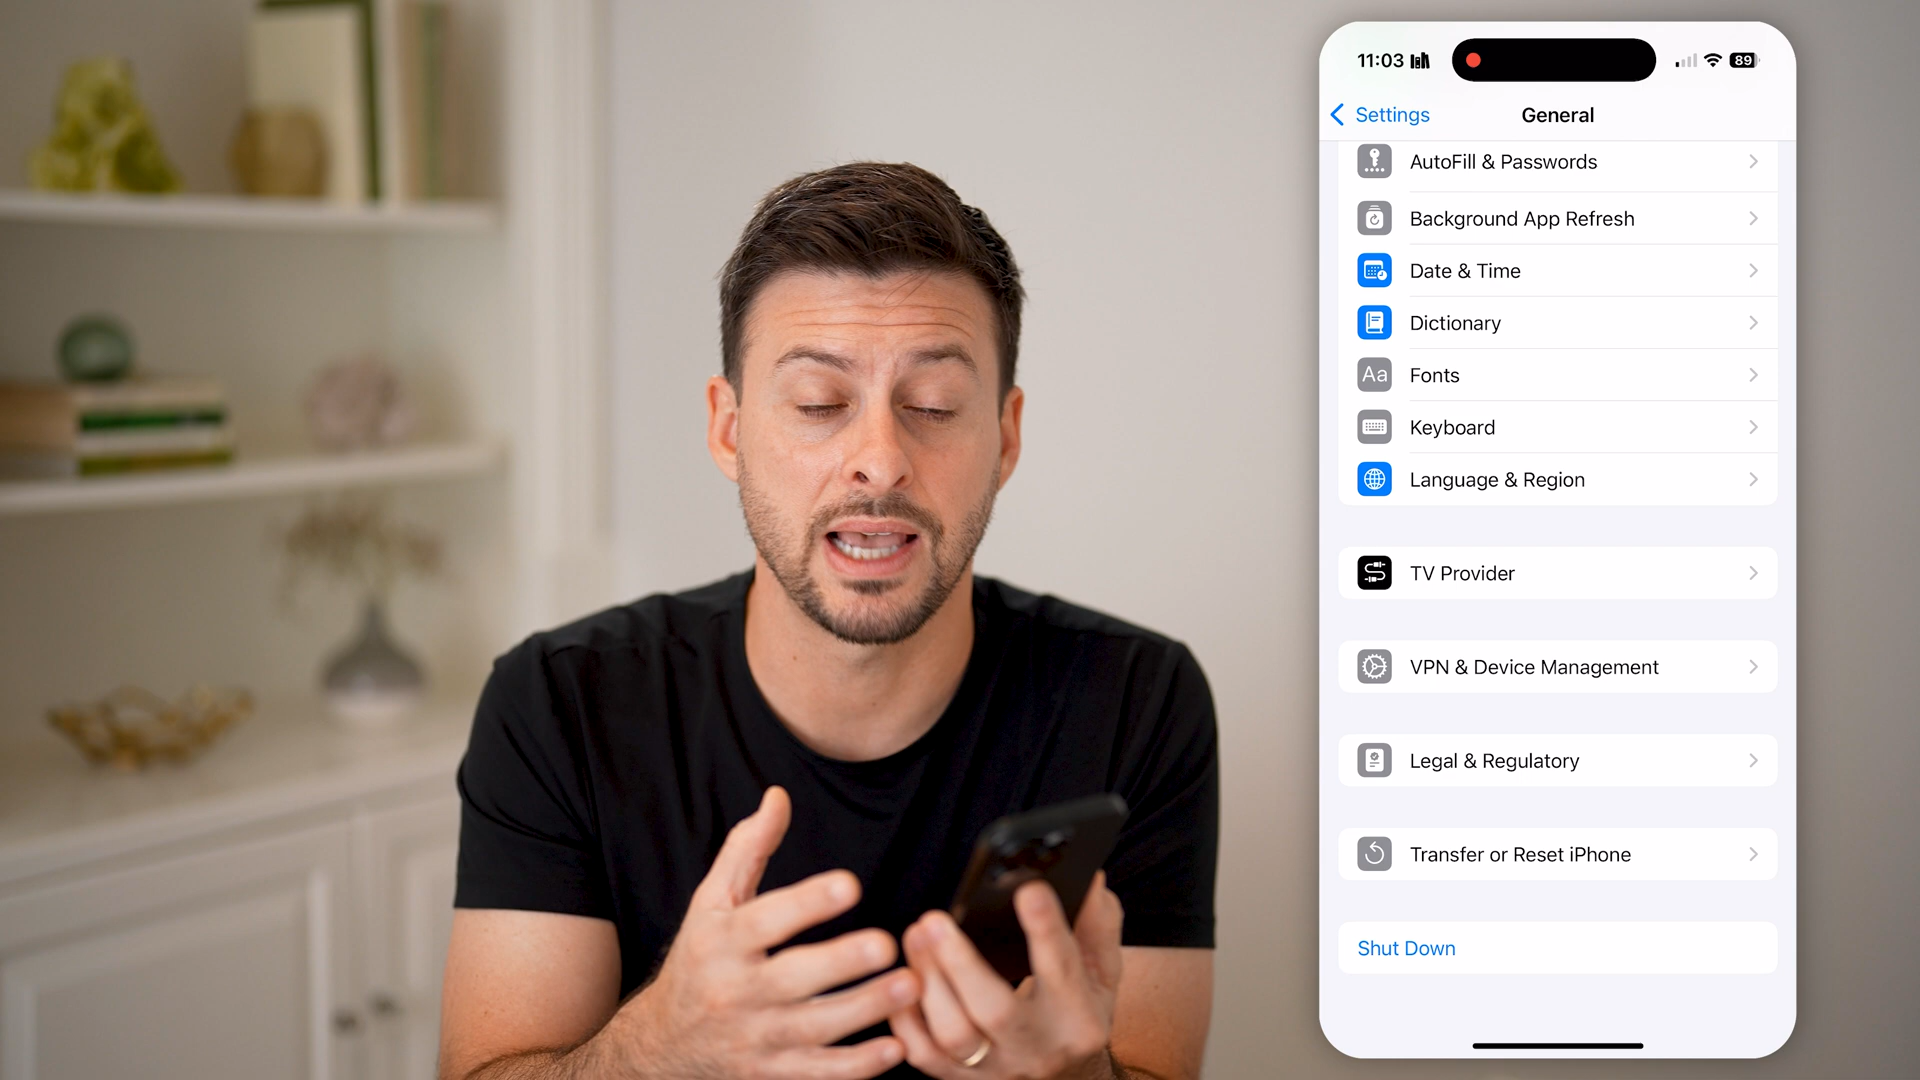 11:03
89
Settings
General
AutoFill & Passwords
Background App Refresh
Date & Time
Dictionary
Aa Fonts
Keyboard
Language & Region
TV Provider
VPN & Device Management
Legal & Regulatory
Transfer or Reset iPhone
Shut Down